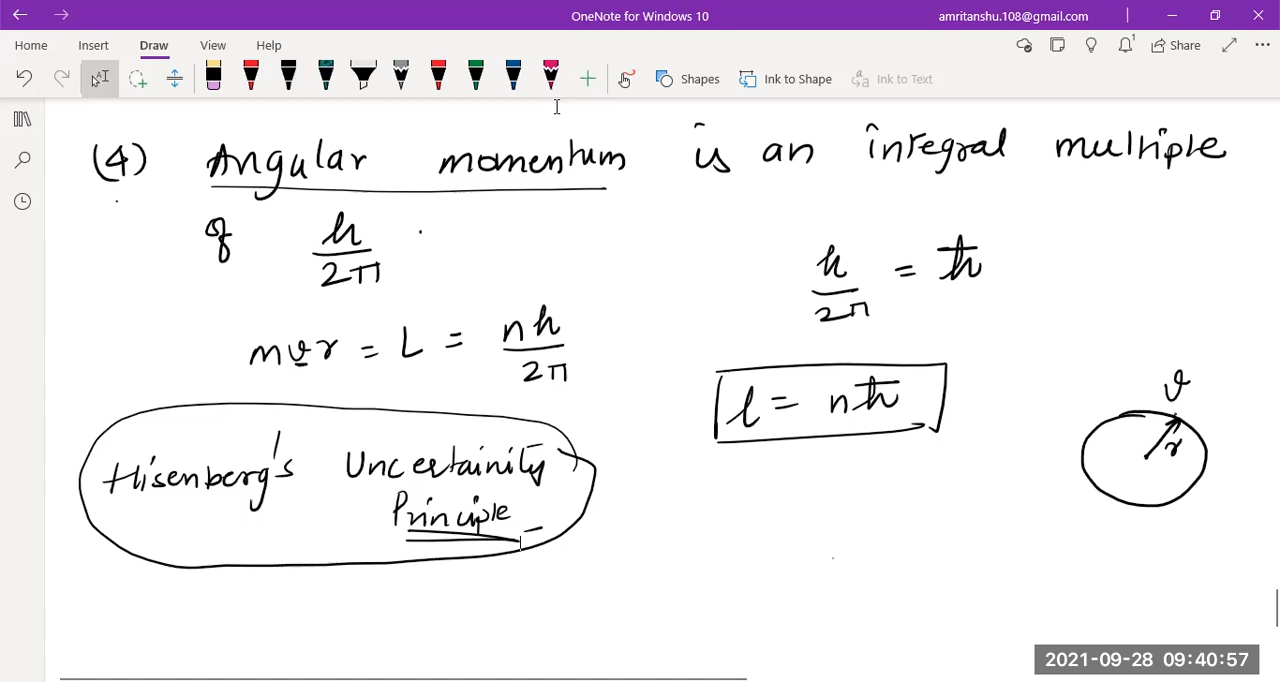 OneNote for Windows 10
amritanshu.108@gmail.com
Home Insert Draw View Help
Share
Shapes Ink to Shape Ink to Text
(4) Angular momentum is an integral multiple
of h/2π
h/2π = ħ
mvr = L = nh/2π
l = nħ
v
r
Hisenberg's Uncertainity
Principle
2021-09-28 09:40:57